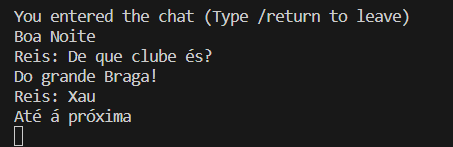 You entered the chat (Type /return to leave)
Boa Noite
Reis: De que clube és?
Do grande Braga!
Reis: Xau
Até á próxima